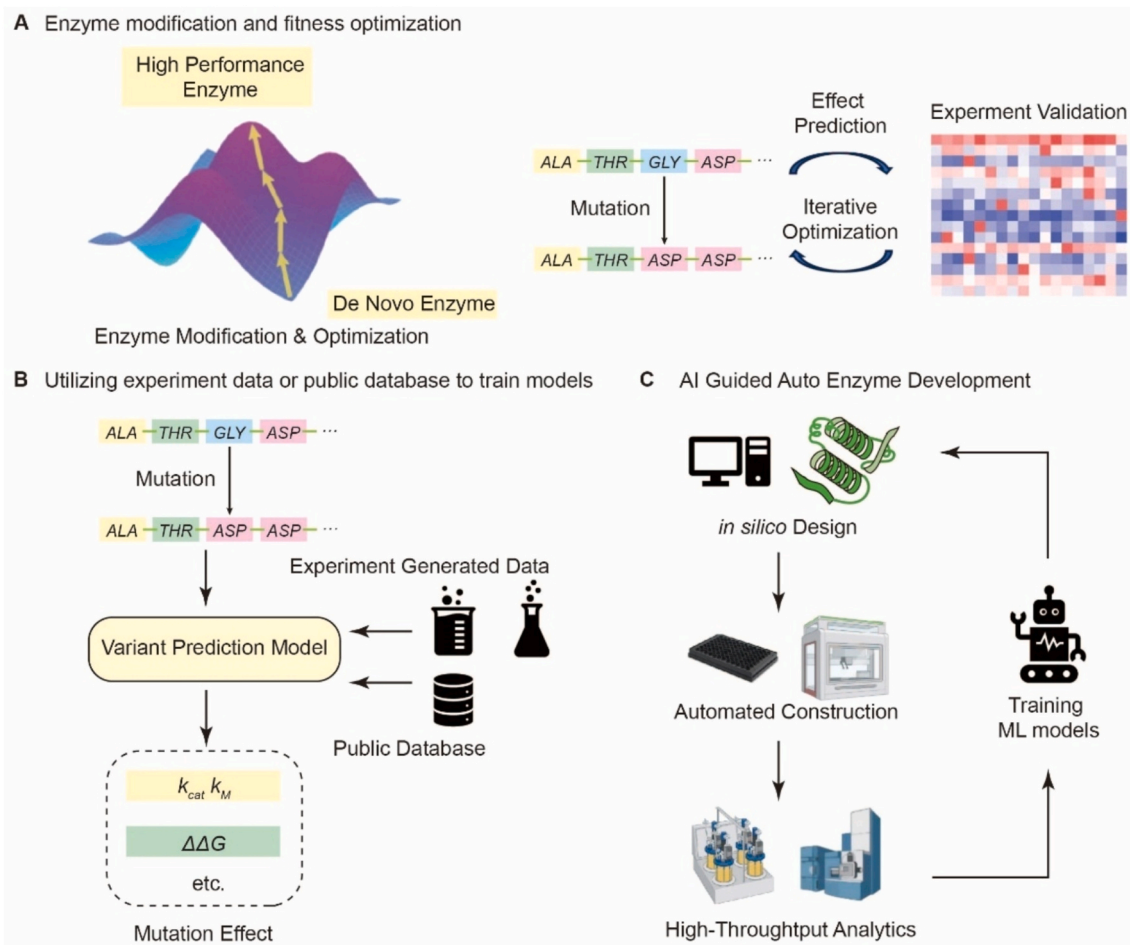 A Enzyme modification and fitness optimization
High Performance
Enzyme
De Novo Enzyme
Enzyme Modification & Optimization
ALA THR GLY ASP ...
Mutation
ALA THR ASP ASP ...
Effect
Prediction
Iterative
Optimization
Experment Validation
B Utilizing experiment data or public database to train models
ALA THR GLY ASP ...
Mutation
ALA THR ASP ASP ...
Experiment Generated Data
Variant Prediction Model
Public Database
kcat kM
ΔΔG
etc.
Mutation Effect
C AI Guided Auto Enzyme Development
in silico Design
Automated Construction
High-Throughtput Analytics
Training
ML models